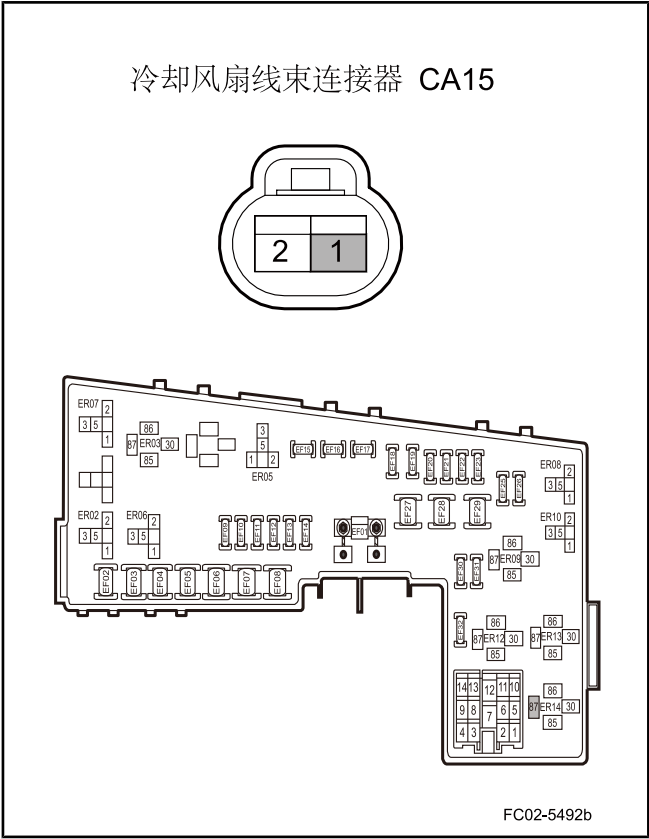 冷却风扇线束连接器 CA15
2 1
ER07
2
3 5
1
86
87 ER03 30
85
3
5
1 2
ER05
EF15 EF16 EF17
EF18 EF19 EF20 EF21 EF22 EF23
EF25 EF26
ER08
2
3 5
1
ER02
2
3 5
1
ER06
2
3 5
1
EF09 EF10 EF11 EF12 EF13 EF14
EF01
EF27 EF28 EF29
ER10
2
3 5
1
86
87 ER09 30
85
EF02 EF03 EF04 EF05 EF06 EF07 EF08
EF30 EF31
EF32
86
87 ER12 30
85
86
87 ER13 30
85
14 13 12 11 10
9 8 7 6 5
4 3 2 1
86
87 ER14 30
85
FC02-5492b